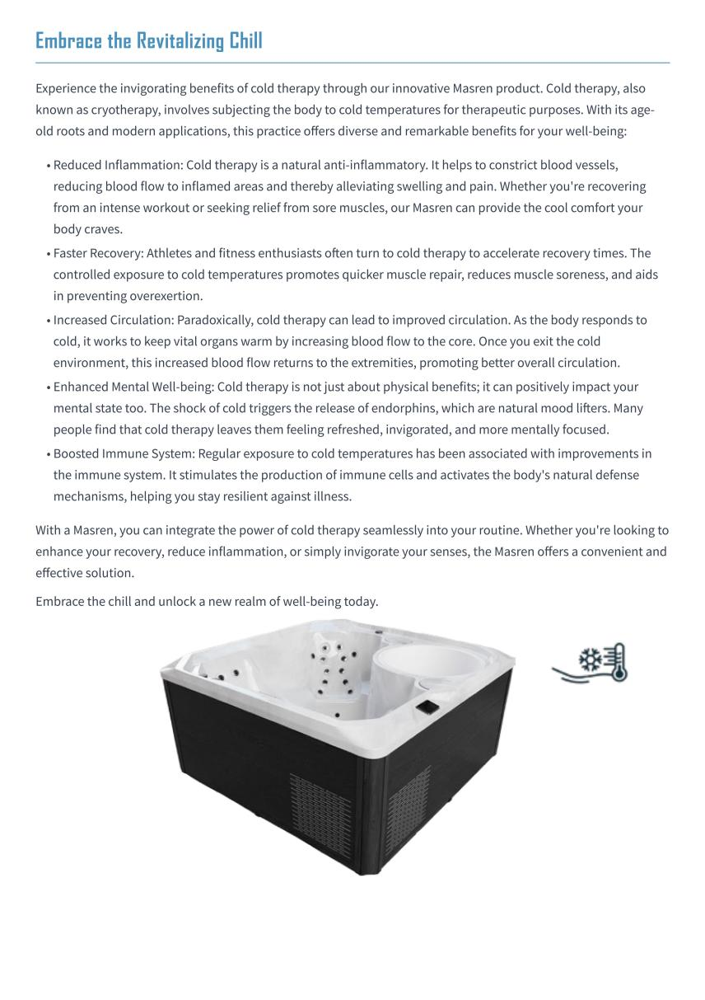 Embrace the Revitalizing Chill
Experience the invigorating benefits of cold therapy through our innovative Masren product. Cold therapy, also
known as cryotherapy, involves subjecting the body to cold temperatures for therapeutic purposes. With its age-
old roots and modern applications, this practice offers diverse and remarkable benefits for your well-being:
• Reduced Inflammation: Cold therapy is a natural anti-inflammatory. It helps to constrict blood vessels,
reducing blood flow to inflamed areas and thereby alleviating swelling and pain. Whether you're recovering
from an intense workout or seeking relief from sore muscles, our Masren can provide the cool comfort your
body craves.
• Faster Recovery: Athletes and fitness enthusiasts often turn to cold therapy to accelerate recovery times. The
controlled exposure to cold temperatures promotes quicker muscle repair, reduces muscle soreness, and aids
in preventing overexertion.
• Increased Circulation: Paradoxically, cold therapy can lead to improved circulation. As the body responds to
cold, it works to keep vital organs warm by increasing blood flow to the core. Once you exit the cold
environment, this increased blood flow returns to the extremities, promoting better overall circulation.
• Enhanced Mental Well-being: Cold therapy is not just about physical benefits; it can positively impact your
mental state too. The shock of cold triggers the release of endorphins, which are natural mood lifters. Many
people find that cold therapy leaves them feeling refreshed, invigorated, and more mentally focused.
• Boosted Immune System: Regular exposure to cold temperatures has been associated with improvements in
the immune system. It stimulates the production of immune cells and activates the body's natural defense
mechanisms, helping you stay resilient against illness.
With a Masren, you can integrate the power of cold therapy seamlessly into your routine. Whether you're looking to
enhance your recovery, reduce inflammation, or simply invigorate your senses, the Masren offers a convenient and
effective solution.
Embrace the chill and unlock a new realm of well-being today.